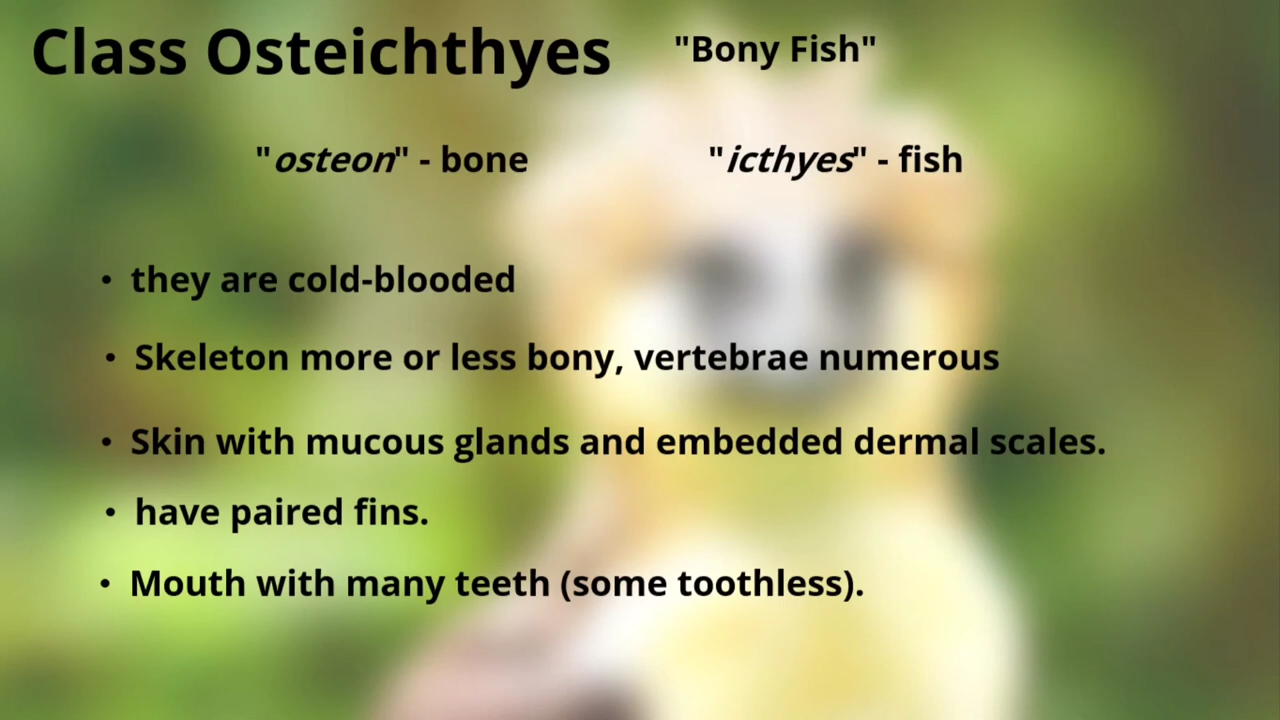 Class Osteichthyes "Bony Fish"
"osteon" - bone "icthyes" - fish
• they are cold-blooded
• Skeleton more or less bony, vertebrae numerous
• Skin with mucous glands and embedded dermal scales.
• have paired fins.
• Mouth with many teeth (some toothless).